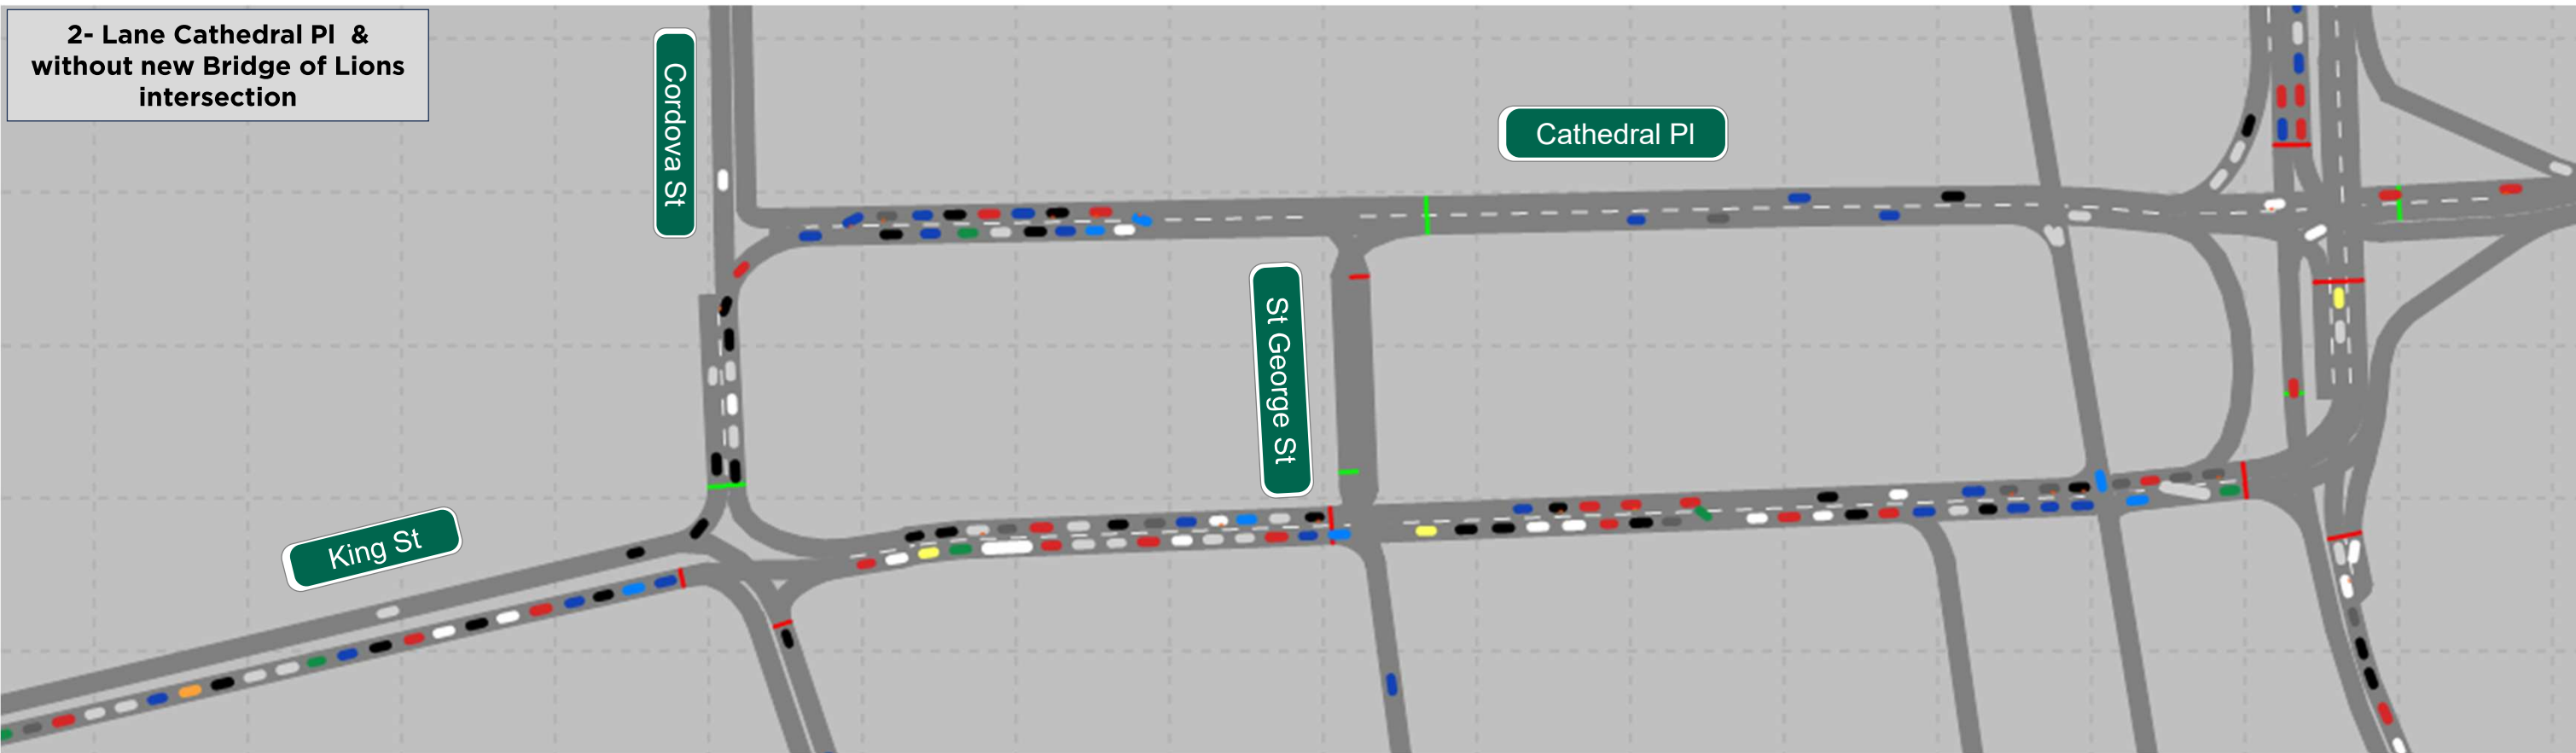 2- Lane Cathedral Pl &
without new Bridge of Lions
intersection
Cordova St
Cathedral Pl
St George St
King St